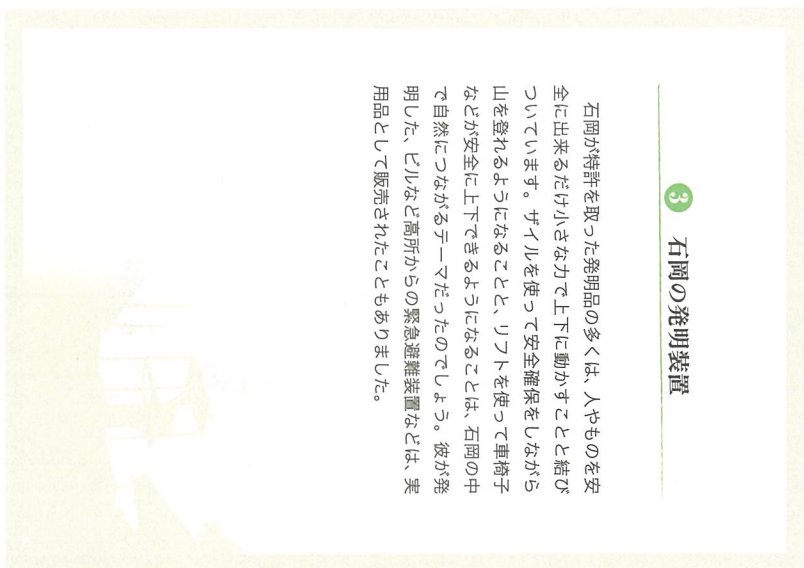 3 石岡の発明装置
石岡が特許を取った発明品の多くは、人やものを安
全に出来るだけ小さな力で上下に動かすことと結び
ついています。ザイルを使って安全確保をしながら
山を登れるようになることと、リフトを使って車椅子
などが安全に上下できるようになることは、石岡の中
で自然につながるテーマだったのでしょう。彼が発
明した、ビルなど高所からの緊急避難装置などは、実
用品として販売されたこともありました。